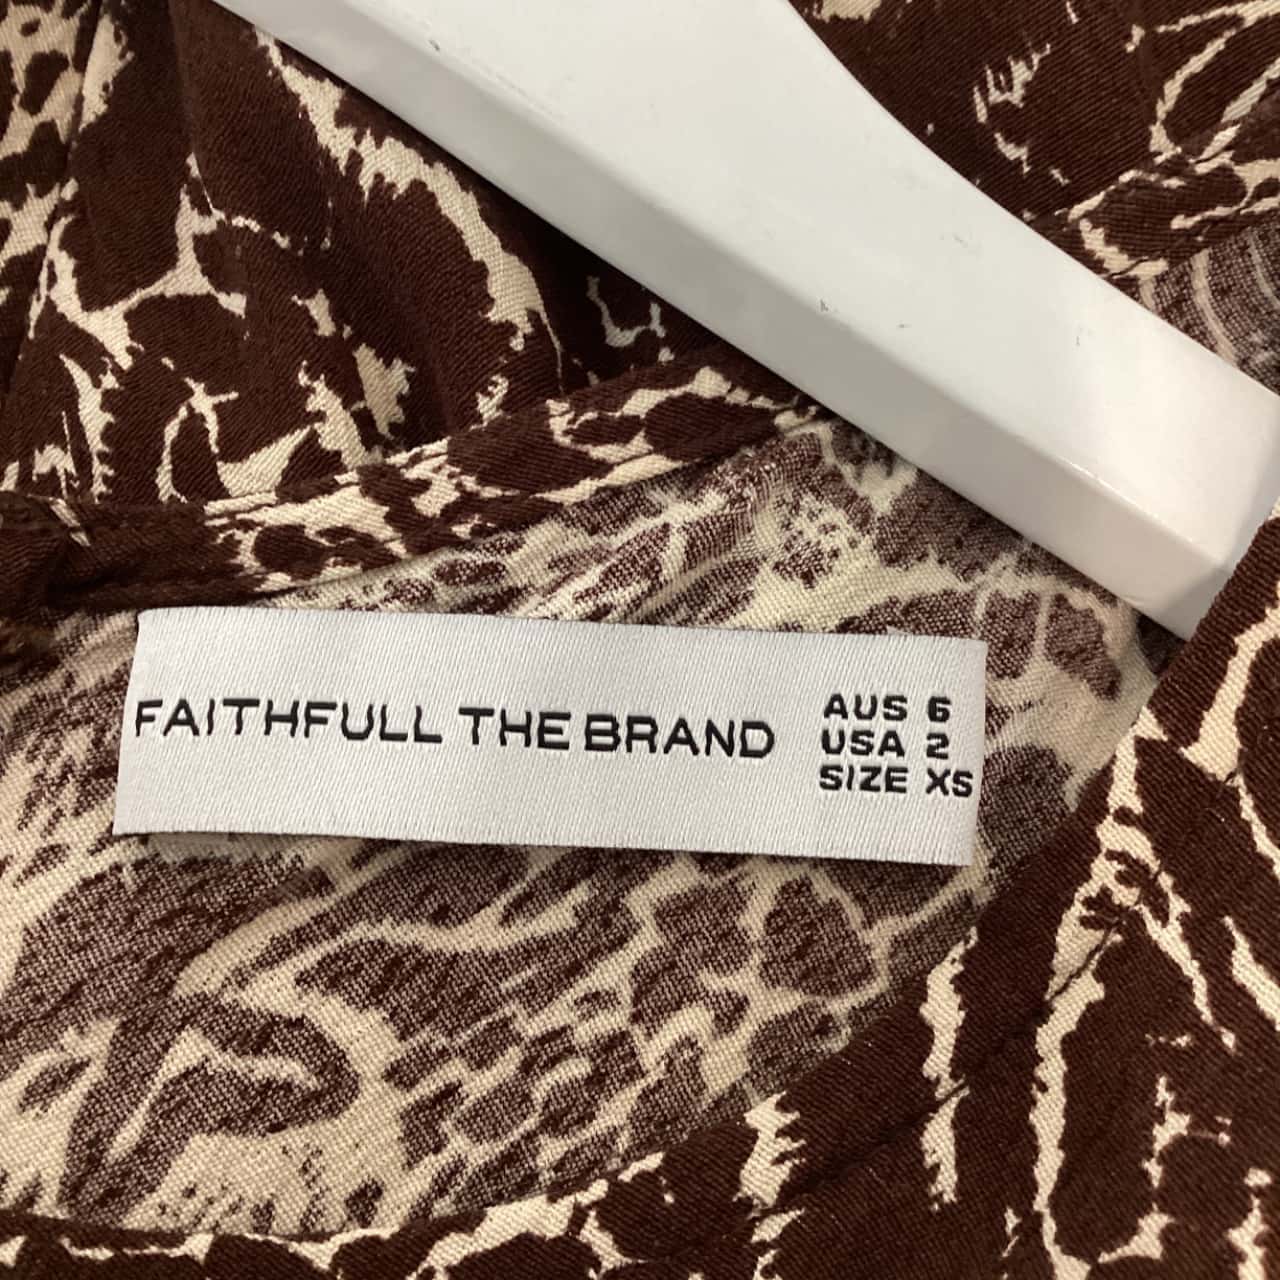 FAITHFULL THE BRAND
AUS 6
USA 2
SIZE XS